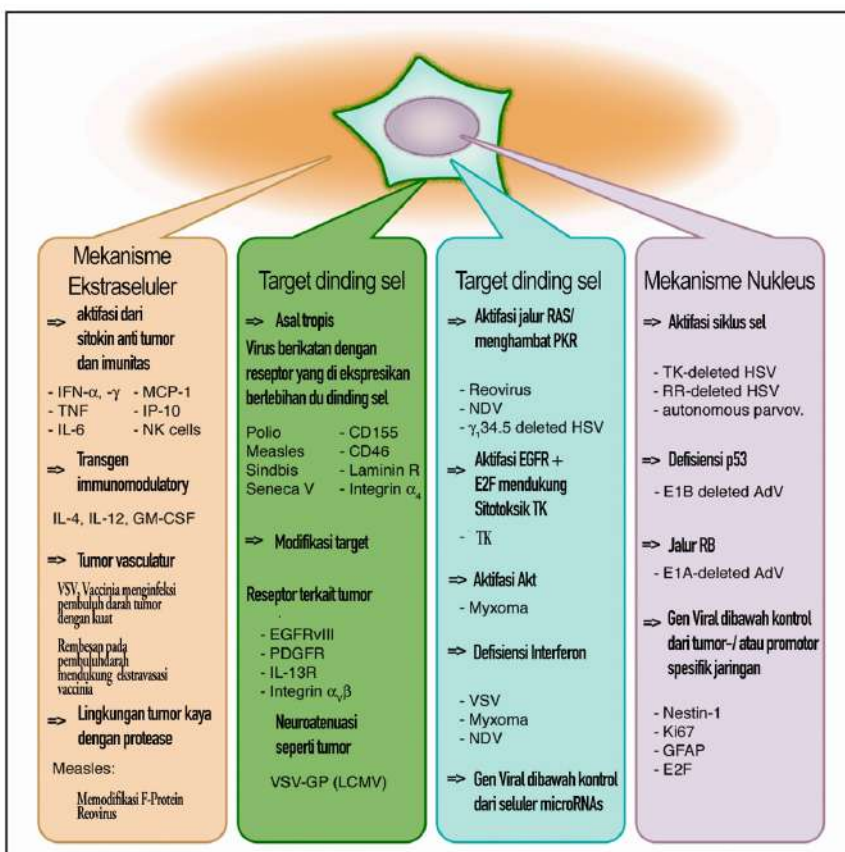 Mekanisme
Ekstraseluler
=> aktifasi dari
sitokin anti tumor
dan imunitas
- IFN-α, -γ - MCP-1
- TNF - IP-10
- IL-6 - NK cells
=> Transgen
immunomodulatory
IL-4, IL-12, GM-CSF
=> Tumor vasculatur
VSV, Vaccinia menginfeksi
pembuluh darah tumor
dengan kuat
Rembesap pada
pembuluhdarah
mendukung ekstravasasi
vaccinia
=> Lingkungan tumor kaya
dengan protease
Measles:
Memodifikasi F-Protein
Reovirus
Target dinding sel
=> Asal tropis
Virus berikatan dengan
reseptor yang di ekspresikan
berlebihan du dinding sel
Polio - CD155
Measles - CD46
Sindbis - Laminin R
Seneca V - Integrin α4
=> Modifikasi target
Reseptor terkait tumor
- EGFRvIII
- PDGFR
- IL-13R
- Integrin αvβ
Neuroatenuasi
seperti tumor
VSV-GP (LCMV)
Target dinding sel
=> Aktifasi jalur RAS/
menghambat PKR
- Reovirus
- NDV
- γ134.5 deleted HSV
=> Aktifasi EGFR +
E2F mendukung
Sitotoksik TK
- TK
=> Aktifasi Akt
- Myxoma
=> Defisiensi Interferon
- VSV
- Myxoma
- NDV
=> Gen Viral dibawah kontrol
dari seluler microRNAs
Mekanisme Nukleus
=> Aktifasi siklus sel
- TK-deleted HSV
- RR-deleted HSV
- autonomous parvov.
=> Defisiensi p53
- E1B deleted AdV
=> Jalur RB
- E1A-deleted AdV
=> Gen Viral dibawah kontrol
dari tumor-/ atau promotor
spesifik jaringan
- Nestin-1
- Ki67
- GFAP
- E2F